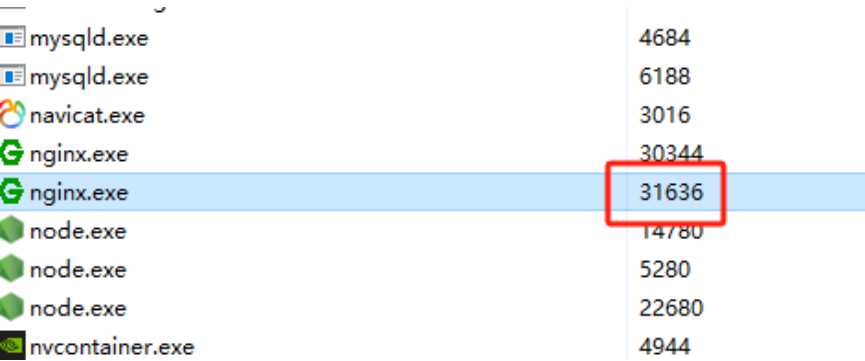 mysqld.exe 4684
mysqld.exe 6188
navicat.exe 3016
nginx.exe 30344
nginx.exe 31636
node.exe 14780
node.exe 5280
node.exe 22680
nvcontainer.exe 4944